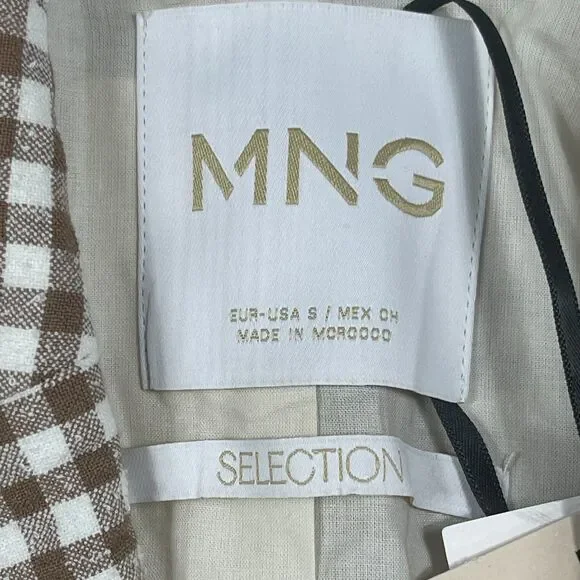 MNG
EUR-USA S / MEX CH
MADE IN MOROCCO
SELECTION